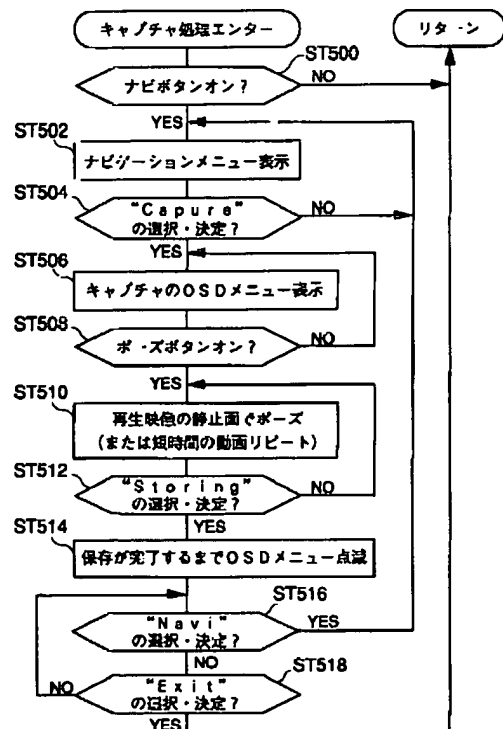 キャプチャ処理エンター
リターン
ST500
ナビボタンオン?
NO
YES
ST502
ナビゲーションメニュー表示
ST504
“Capure”
の選択・決定?
NO
YES
ST506
キャプチャのOSDメニュー表示
ST508
ポーズボタンオン?
NO
YES
ST510
再生映像の静止画でポーズ
(または短時間の動画リピート)
ST512
“Storing”
の選択・決定?
NO
YES
ST514
保存が完了するまでOSDメニュー点滅
ST516
“Navi”
の選択・決定?
YES
NO
ST518
NO
“Exit”
の選択・決定?
YES